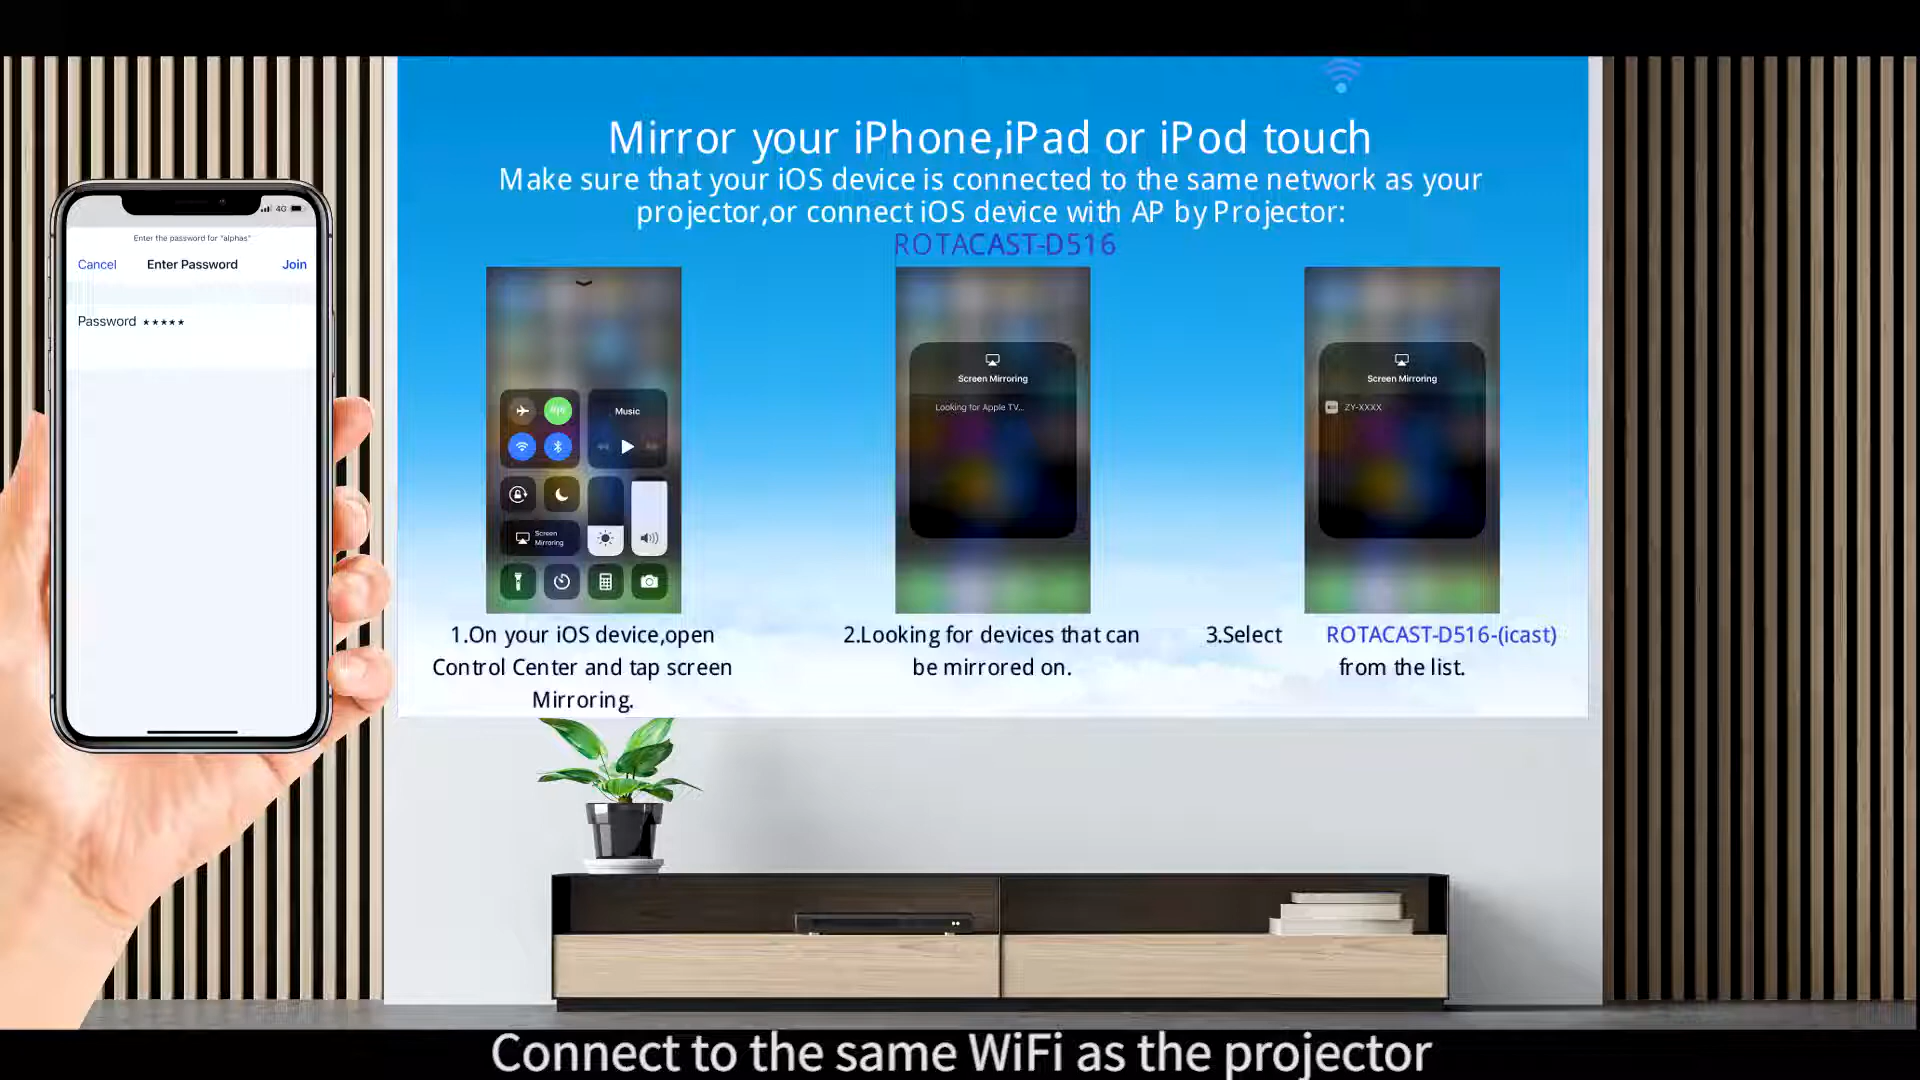 Mirror your iPhone,iPad or iPod touch
Make sure that your iOS device is connected to the same network as your
projector,or connect iOS device with AP by Projector:
ROTACAST-D516
4G
Enter the password for "alphas"
Cancel Enter Password Join
Password ★★★★★
Music
Screen
Mirroring
Screen Mirroring
Looking for Apple TV...
Screen Mirroring
ZY-XXXX
1.On your iOS device,open
Control Center and tap screen
Mirroring.
2.Looking for devices that can
be mirrored on.
3.Select ROTACAST-D516-(icast)
from the list.
Connect to the same WiFi as the projector